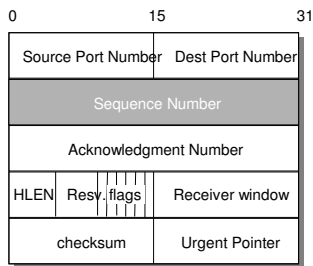 0 15 31
Source Port Number Dest Port Number
Sequence Number
Acknowledgment Number
HLEN Resv. flags Receiver window
checksum Urgent Pointer